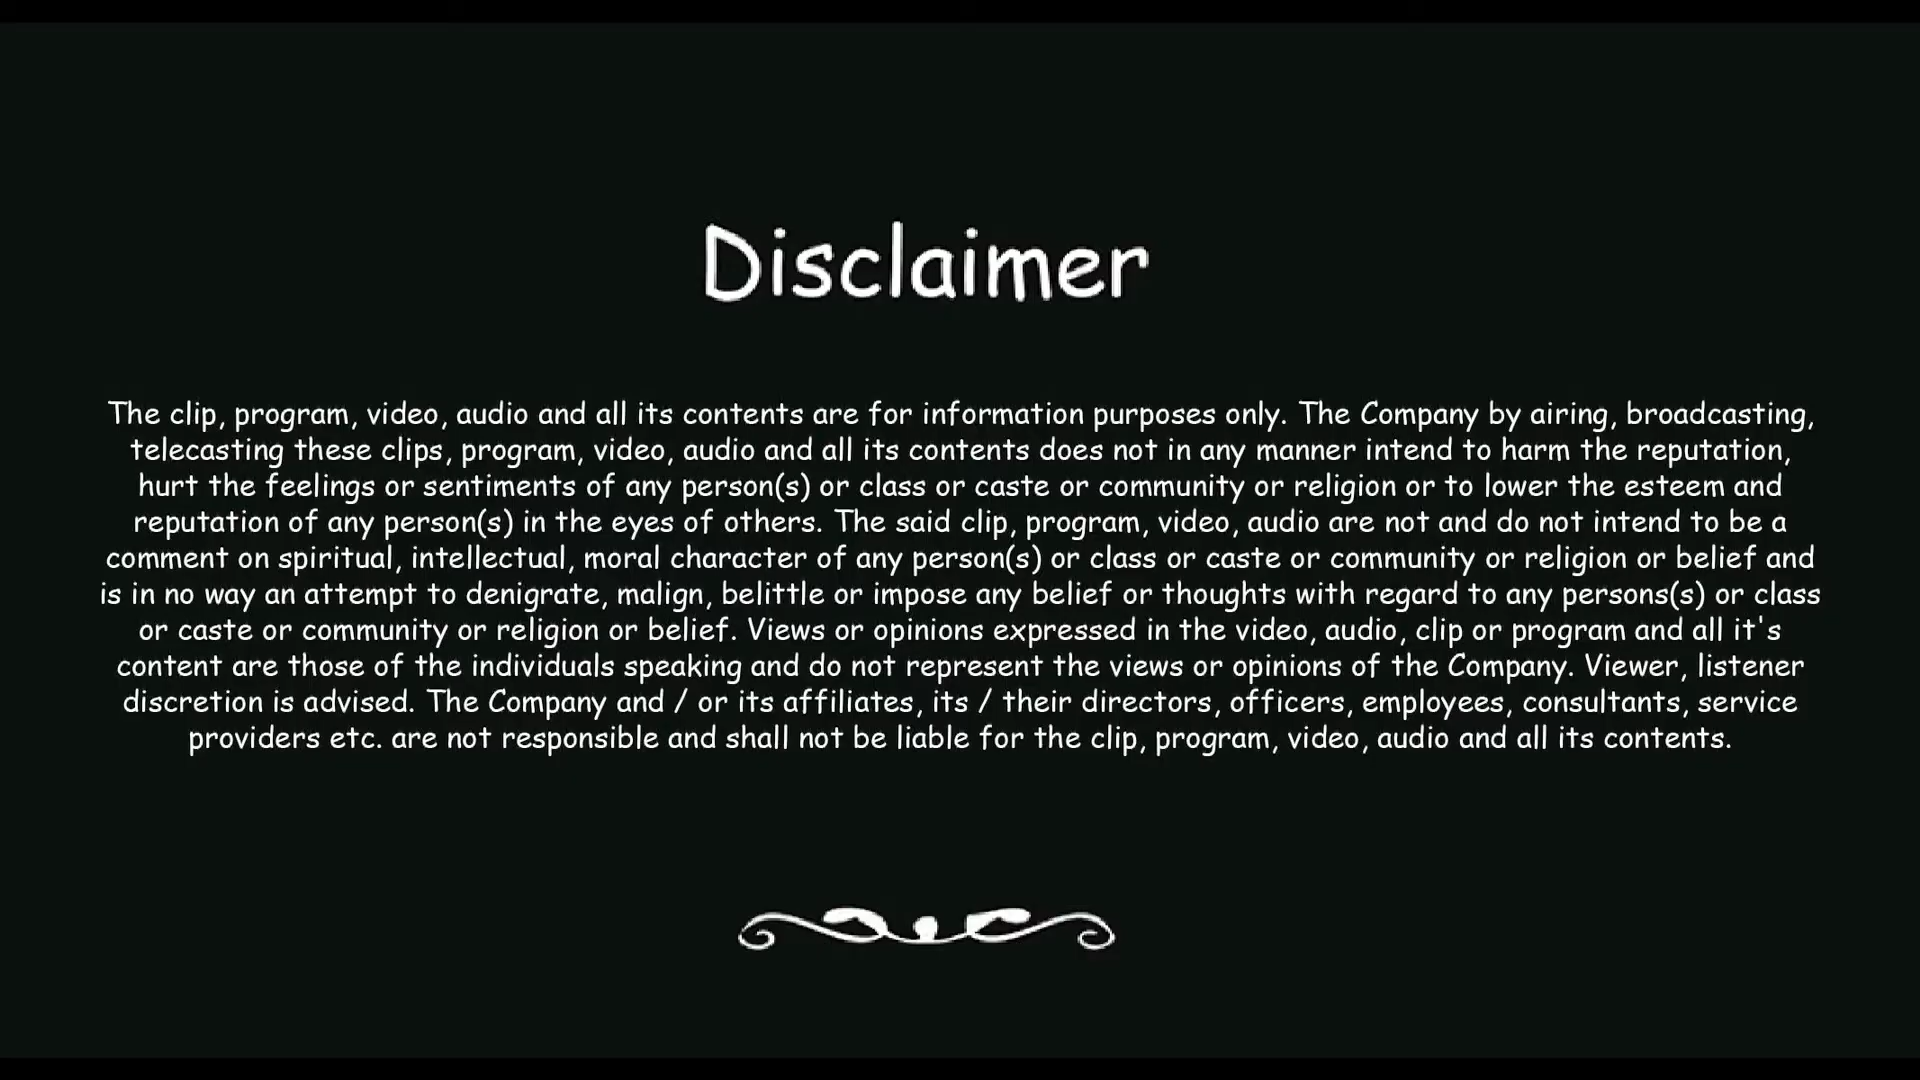 Disclaimer
The clip, program, video, audio and all its contents are for information purposes only. The Company by airing, broadcasting,
telecasting these clips, program, video, audio and all its contents does not in any manner intend to harm the reputation,
hurt the feelings or sentiments of any person(s) or class or caste or community or religion or to lower the esteem and
reputation of any person(s) in the eyes of others. The said clip, program, video, audio are not and do not intend to be a
comment on spiritual, intellectual, moral character of any person(s) or class or caste or community or religion or belief and
is in no way an attempt to denigrate, malign, belittle or impose any belief or thoughts with regard to any persons(s) or class
or caste or community or religion or belief. Views or opinions expressed in the video, audio, clip or program and all it's
content are those of the individuals speaking and do not represent the views or opinions of the Company. Viewer, listener
discretion is advised. The Company and / or its affiliates, its / their directors, officers, employees, consultants, service
providers etc. are not responsible and shall not be liable for the clip, program, video, audio and all its contents.